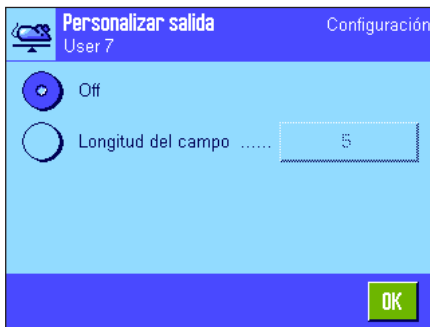 Personalizar salida Configuración
User 7
Off
Longitud del campo ...... 5
OK